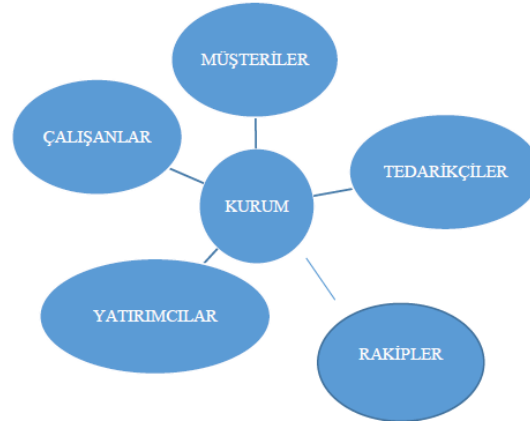 MÜŞTERİLER
ÇALIŞANLAR
TEDARİKÇİLER
KURUM
YATIRIMCILAR
RAKİPLER